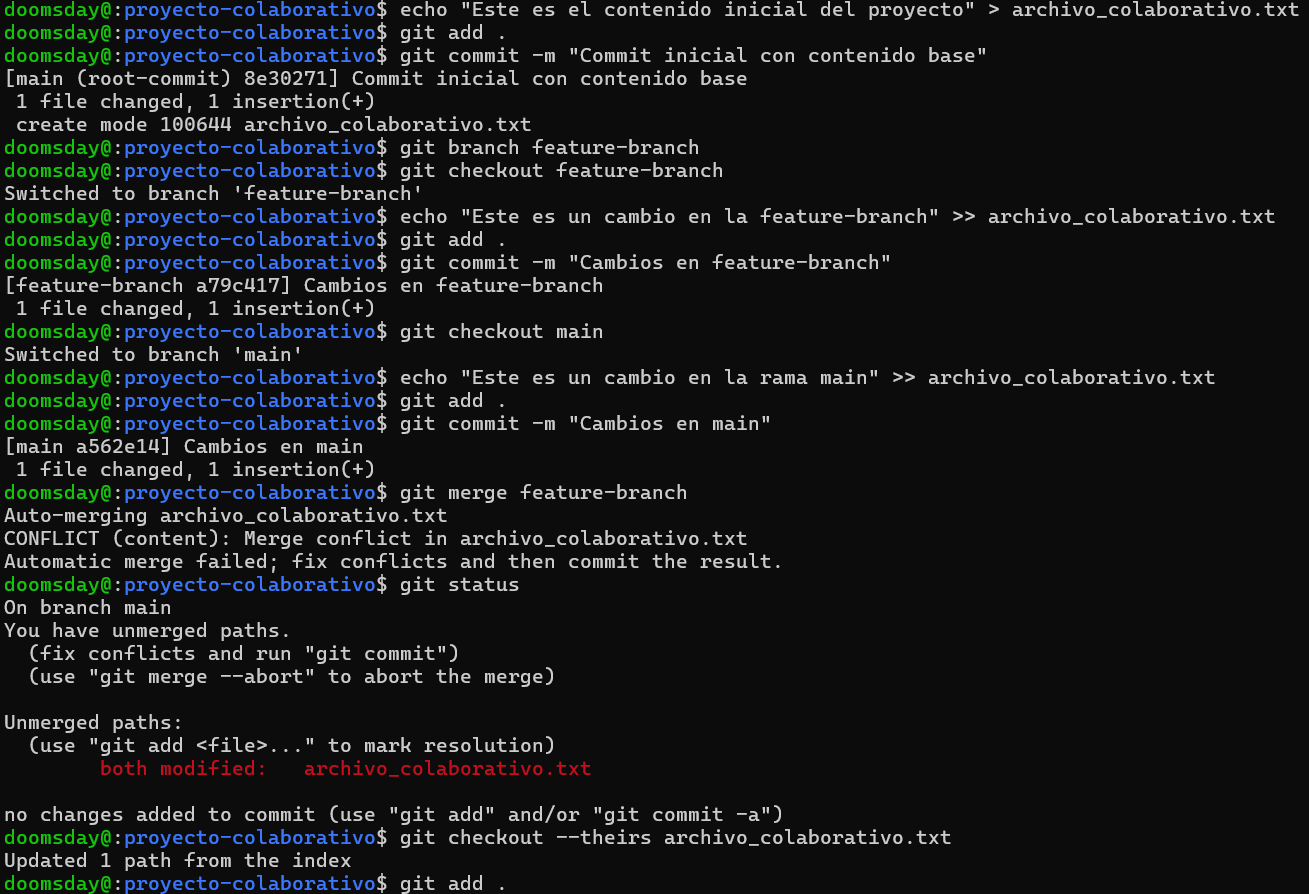 doomsday@:proyecto-colaborativo$ echo "Este es el contenido inicial del proyecto" > archivo_colaborativo.txt
doomsday@:proyecto-colaborativo$ git add .
doomsday@:proyecto-colaborativo$ git commit -m "Commit inicial con contenido base"
[main (root-commit) 8e30271] Commit inicial con contenido base
 1 file changed, 1 insertion(+)
 create mode 100644 archivo_colaborativo.txt
doomsday@:proyecto-colaborativo$ git branch feature-branch
doomsday@:proyecto-colaborativo$ git checkout feature-branch
Switched to branch 'feature-branch'
doomsday@:proyecto-colaborativo$ echo "Este es un cambio en la feature-branch" >> archivo_colaborativo.txt
doomsday@:proyecto-colaborativo$ git add .
doomsday@:proyecto-colaborativo$ git commit -m "Cambios en feature-branch"
[feature-branch a79c417] Cambios en feature-branch
 1 file changed, 1 insertion(+)
doomsday@:proyecto-colaborativo$ git checkout main
Switched to branch 'main'
doomsday@:proyecto-colaborativo$ echo "Este es un cambio en la rama main" >> archivo_colaborativo.txt
doomsday@:proyecto-colaborativo$ git add .
doomsday@:proyecto-colaborativo$ git commit -m "Cambios en main"
[main a562e14] Cambios en main
 1 file changed, 1 insertion(+)
doomsday@:proyecto-colaborativo$ git merge feature-branch
Auto-merging archivo_colaborativo.txt
CONFLICT (content): Merge conflict in archivo_colaborativo.txt
Automatic merge failed; fix conflicts and then commit the result.
doomsday@:proyecto-colaborativo$ git status
On branch main
You have unmerged paths.
  (fix conflicts and run "git commit")
  (use "git merge --abort" to abort the merge)

Unmerged paths:
  (use "git add <file>..." to mark resolution)
        both modified:   archivo_colaborativo.txt

no changes added to commit (use "git add" and/or "git commit -a")
doomsday@:proyecto-colaborativo$ git checkout --theirs archivo_colaborativo.txt
Updated 1 path from the index
doomsday@:proyecto-colaborativo$ git add .